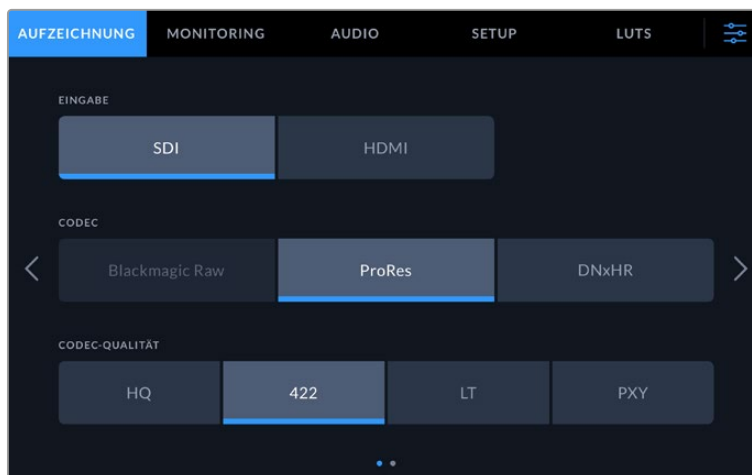 AUFZEICHNUNG MONITORING AUDIO SETUP LUTS
EINGABE
SDI HDMI
CODEC
Blackmagic Raw ProRes DNxHR
CODEC-QUALITÄT
HQ 422 LT PXY